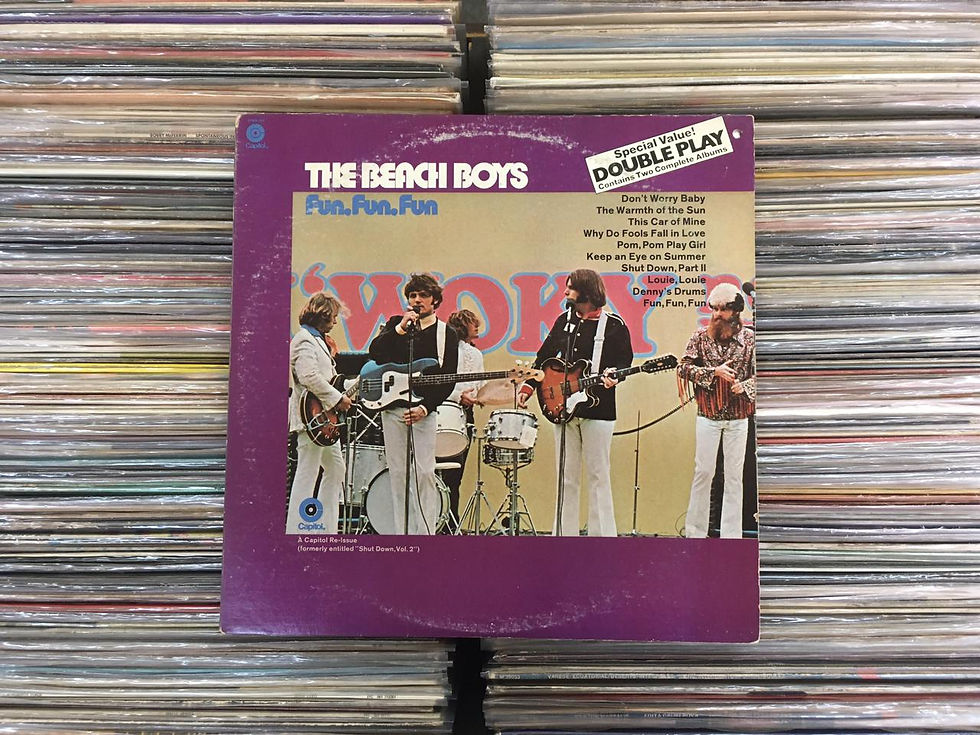 Capitol
THE BEACH BOYS
Fun, Fun, Fun
Special Value!
DOUBLE PLAY
Contains Two Complete Albums
Don't Worry Baby
The Warmth of the Sun
This Car of Mine
Why Do Fools Fall in Love
Pom, Pom Play Girl
Keep an Eye on Summer
Shut Down, Part II
Louie, Louie
Denny's Drums
Fun, Fun, Fun
'WOKY'
Capitol
A Capitol Re-Issue
(formerly entitled "Shut Down, Vol. 2")